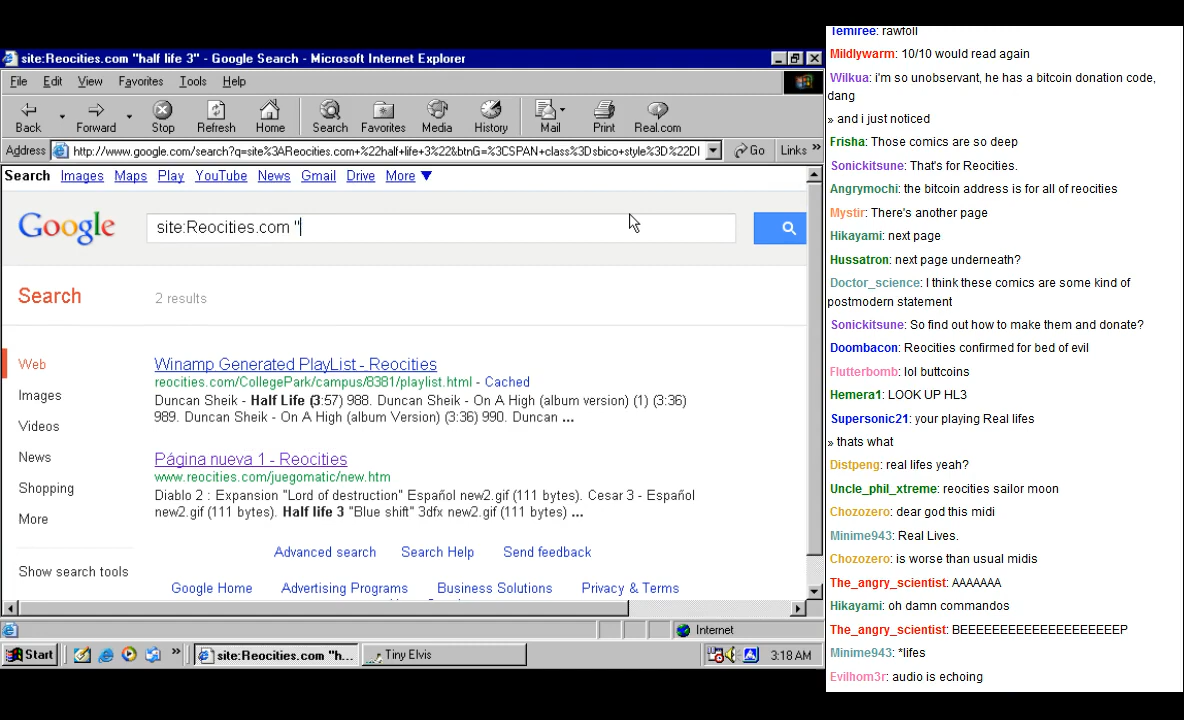 site:Reocities.com "half life 3" - Google Search - Microsoft Internet Explorer
File Edit View Favorites Tools Help
Back Forward Stop Refresh Home Search Favorites Media History Mail Print Real.com
Address http://www.google.com/search?q=site%3AReocities.com+%22half+life+3%22&btnG=%3CSPAN+class%3Dsbico+style%3D%22DI Go Links »
Search Images Maps Play YouTube News Gmail Drive More ▼
Google site:Reocities.com "
Search 2 results
Web
Images
Videos
News
Shopping
More
Show search tools
Winamp Generated PlayList - Reocities
reocities.com/CollegePark/campus/8381/playlist.html - Cached
Duncan Sheik - Half Life (3:57) 988. Duncan Sheik - On A High (album version) (1) (3:36)
989. Duncan Sheik - On A High (album Version) (3:36) 990. Duncan ...
Página nueva 1 - Reocities
www.reocities.com/juegomatic/new.htm
Diablo 2 : Expansion "Lord of destruction" Español new2.gif (111 bytes). Cesar 3 - Español
new2.gif (111 bytes). Half life 3 "Blue shift" 3dfx new2.gif (111 bytes) ...
Advanced search Search Help Send feedback
Google Home Advertising Programs Business Solutions Privacy & Terms
Internet
Start » site:Reocities.com "h... Tiny Elvis 3:18 AM
Temiree: rawfoll
Mildlywarm: 10/10 would read again
Wilkua: i'm so unobservant, he has a bitcoin donation code,
dang
» and i just noticed
Frisha: Those comics are so deep
Sonickitsune: That's for Reocities.
Angrymochi: the bitcoin address is for all of reocities
Mystir: There's another page
Hikayami: next page
Hussatron: next page underneath?
Doctor_science: I think these comics are some kind of
postmodern statement
Sonickitsune: So find out how to make them and donate?
Doombacon: Reocities confirmed for bed of evil
Flutterbomb: lol buttcoins
Hemera1: LOOK UP HL3
Supersonic21: your playing Real lifes
» thats what
Distpeng: real lifes yeah?
Uncle_phil_xtreme: reocities sailor moon
Chozozero: dear god this midi
Minime943: Real Lives.
Chozozero: is worse than usual midis
The_angry_scientist: AAAAAAA
Hikayami: oh damn commandos
The_angry_scientist: BEEEEEEEEEEEEEEEEEEEEP
Minime943: *lifes
Evilhom3r: audio is echoing